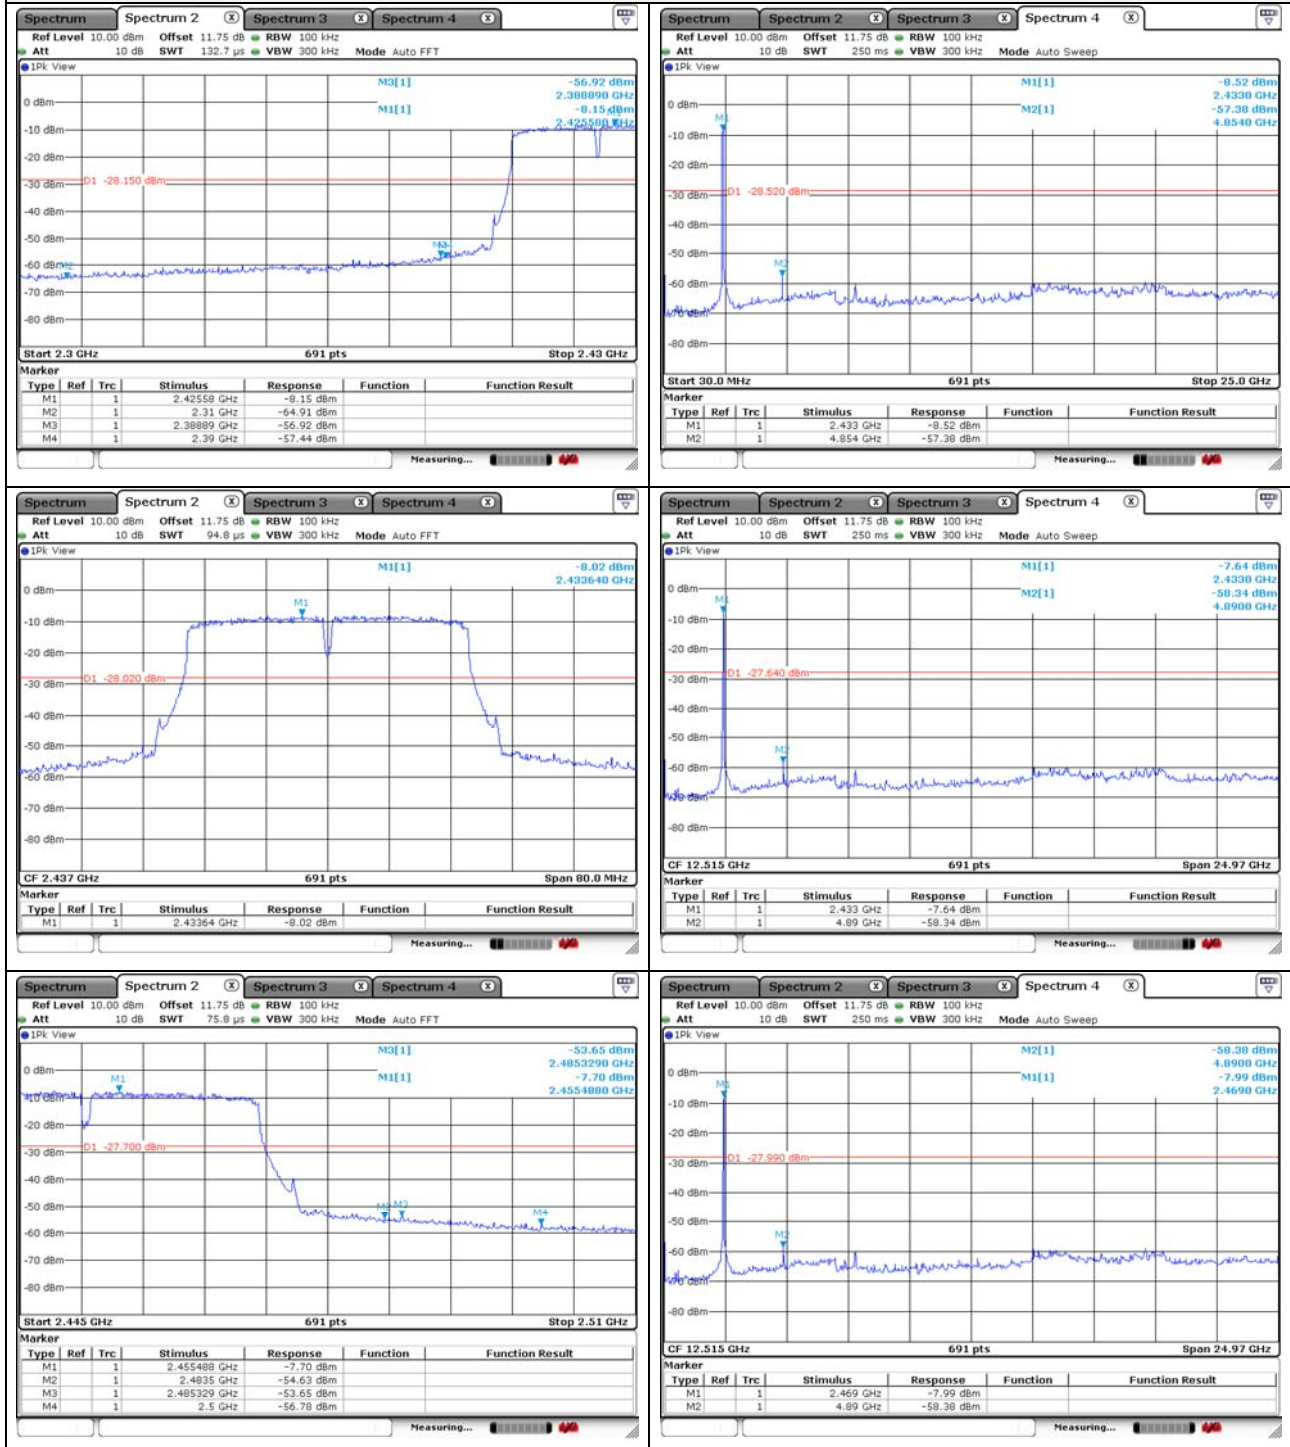 Spectrum Spectrum 2 X Spectrum 3 X Spectrum 4 X
Ref Level 10.00 dBm Offset 11.75 dB RBW 100 kHz
Att 10 dB SWT 132.7 µs VBW 300 kHz Mode Auto FFT
1Pk View
M3[1] -56.92 dBm
2.388890 GHz
0 dBm
M1[1] -8.15 dBm
2.425580 GHz
-10 dBm
-20 dBm
-30 dBm
D1 -28.150 dBm
-40 dBm
-50 dBm
-60 dBm
M2
-70 dBm
-80 dBm
Start 2.3 GHz 691 pts Stop 2.43 GHz
Marker
Type Ref Trc Stimulus Response Function Function Result
M1 1 2.42558 GHz -8.15 dBm
M2 1 2.31 GHz -64.91 dBm
M3 1 2.38889 GHz -56.92 dBm
M4 1 2.39 GHz -57.44 dBm
Measuring...
Spectrum Spectrum 2 X Spectrum 3 X Spectrum 4 X
Ref Level 10.00 dBm Offset 11.75 dB RBW 100 kHz
Att 10 dB SWT 250 ms VBW 300 kHz Mode Auto Sweep
1Pk View
M1[1] -8.52 dBm
2.4330 GHz
0 dBm
M2[1] -57.38 dBm
4.8540 GHz
M1
-10 dBm
-20 dBm
-30 dBm
D1 -28.520 dBm
-40 dBm
-50 dBm
M2
-60 dBm
-70 dBm
-80 dBm
Start 30.0 MHz 691 pts Stop 25.0 GHz
Marker
Type Ref Trc Stimulus Response Function Function Result
M1 1 2.433 GHz -8.52 dBm
M2 1 4.854 GHz -57.38 dBm
Measuring...
Spectrum Spectrum 2 X Spectrum 3 X Spectrum 4 X
Ref Level 10.00 dBm Offset 11.75 dB RBW 100 kHz
Att 10 dB SWT 94.8 µs VBW 300 kHz Mode Auto FFT
1Pk View
M1[1] -8.02 dBm
2.433640 GHz
0 dBm
M1
-10 dBm
-20 dBm
D1 -28.020 dBm
-30 dBm
-40 dBm
-50 dBm
-60 dBm
-70 dBm
-80 dBm
CF 2.437 GHz 691 pts Span 80.0 MHz
Marker
Type Ref Trc Stimulus Response Function Function Result
M1 1 2.43364 GHz -8.02 dBm
Measuring...
Spectrum Spectrum 2 X Spectrum 3 X Spectrum 4 X
Ref Level 10.00 dBm Offset 11.75 dB RBW 100 kHz
Att 10 dB SWT 250 ms VBW 300 kHz Mode Auto Sweep
1Pk View
M1[1] -7.64 dBm
2.4330 GHz
0 dBm
M2[1] -58.34 dBm
4.8900 GHz
M1
-10 dBm
-20 dBm
D1 -27.640 dBm
-30 dBm
-40 dBm
-50 dBm
M2
-60 dBm
-70 dBm
-80 dBm
CF 12.515 GHz 691 pts Span 24.97 GHz
Marker
Type Ref Trc Stimulus Response Function Function Result
M1 1 2.433 GHz -7.64 dBm
M2 1 4.89 GHz -58.34 dBm
Measuring...
Spectrum Spectrum 2 X Spectrum 3 X Spectrum 4 X
Ref Level 10.00 dBm Offset 11.75 dB RBW 100 kHz
Att 10 dB SWT 75.8 µs VBW 300 kHz Mode Auto FFT
1Pk View
M3[1] -53.65 dBm
2.4853290 GHz
0 dBm
M1[1] -7.70 dBm
2.4554880 GHz
M1
-10 dBm
-20 dBm
D1 -27.700 dBm
-30 dBm
-40 dBm
-50 dBm
M2 M3 M4
-60 dBm
-70 dBm
-80 dBm
Start 2.445 GHz 691 pts Stop 2.51 GHz
Marker
Type Ref Trc Stimulus Response Function Function Result
M1 1 2.455488 GHz -7.70 dBm
M2 1 2.4835 GHz -54.63 dBm
M3 1 2.485329 GHz -53.65 dBm
M4 1 2.5 GHz -56.78 dBm
Measuring...
Spectrum Spectrum 2 X Spectrum 3 X Spectrum 4 X
Ref Level 10.00 dBm Offset 11.75 dB RBW 100 kHz
Att 10 dB SWT 250 ms VBW 300 kHz Mode Auto Sweep
1Pk View
M2[1] -58.38 dBm
4.8900 GHz
0 dBm
M1[1] -7.99 dBm
2.4690 GHz
M1
-10 dBm
-20 dBm
D1 -27.990 dBm
-30 dBm
-40 dBm
-50 dBm
M2
-60 dBm
-70 dBm
-80 dBm
CF 12.515 GHz 691 pts Span 24.97 GHz
Marker
Type Ref Trc Stimulus Response Function Function Result
M1 1 2.469 GHz -7.99 dBm
M2 1 4.89 GHz -58.38 dBm
Measuring...